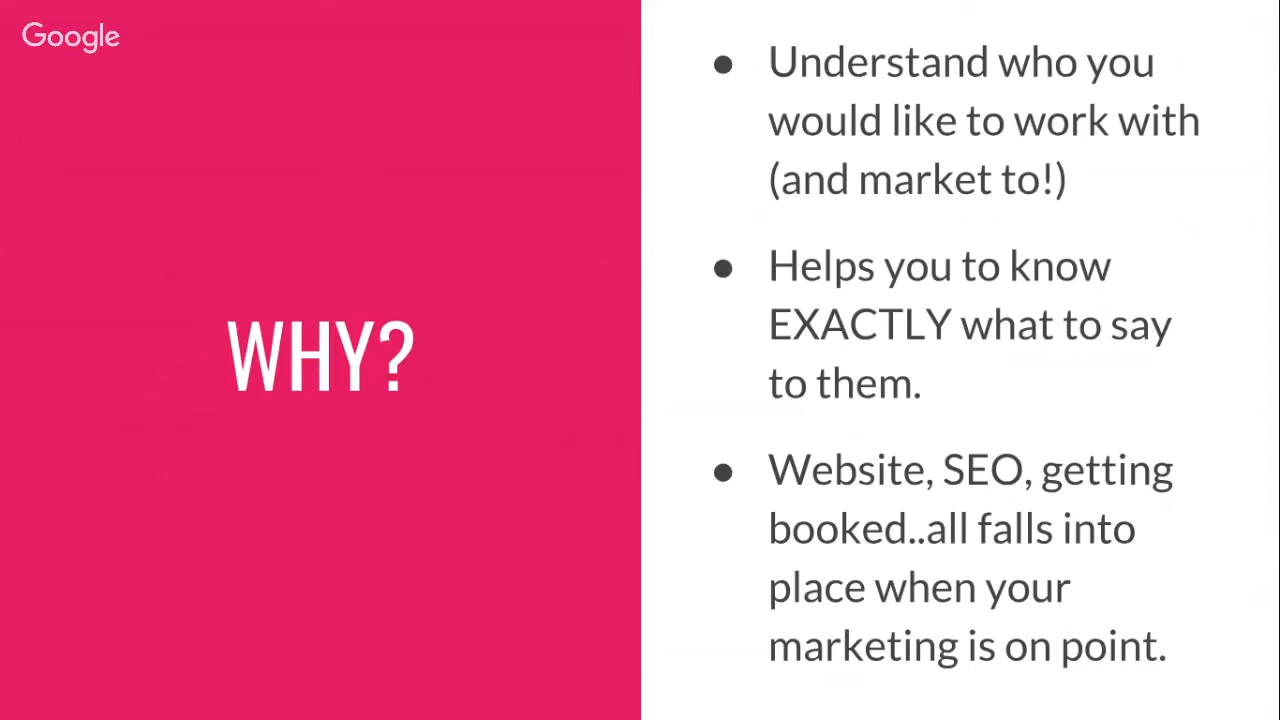 Google
WHY?
● Understand who you
would like to work with
(and market to!)
● Helps you to know
EXACTLY what to say
to them.
● Website, SEO, getting
booked..all falls into
place when your
marketing is on point.